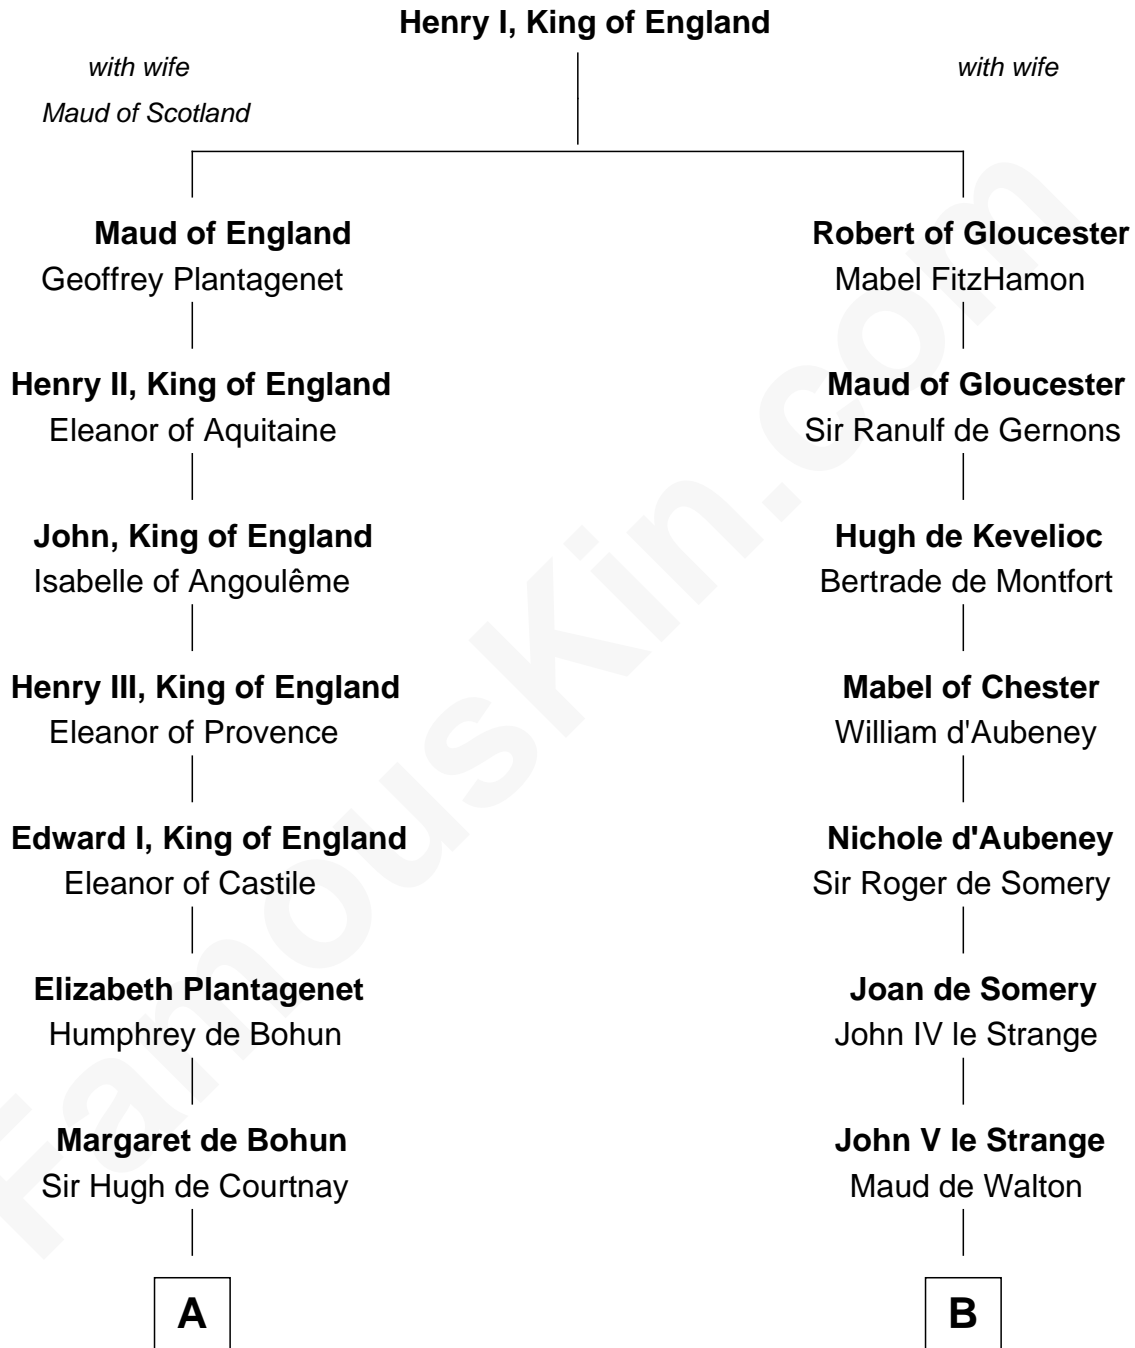 Henry I, King of England
with wife
Maud of Scotland
with wife
Maud of England
Geoffrey Plantagenet
Robert of Gloucester
Mabel FitzHamon
Henry II, King of England
Eleanor of Aquitaine
Maud of Gloucester
Sir Ranulf de Gernons
John, King of England
Isabelle of Angoulême
Hugh de Kevelioc
Bertrade de Montfort
Henry III, King of England
Eleanor of Provence
Mabel of Chester
William d'Aubeney
Edward I, King of England
Eleanor of Castile
Nichole d'Aubeney
Sir Roger de Somery
Elizabeth Plantagenet
Humphrey de Bohun
Joan de Somery
John IV le Strange
Margaret de Bohun
Sir Hugh de Courtnay
John V le Strange
Maud de Walton
A
B
FamousKin.com